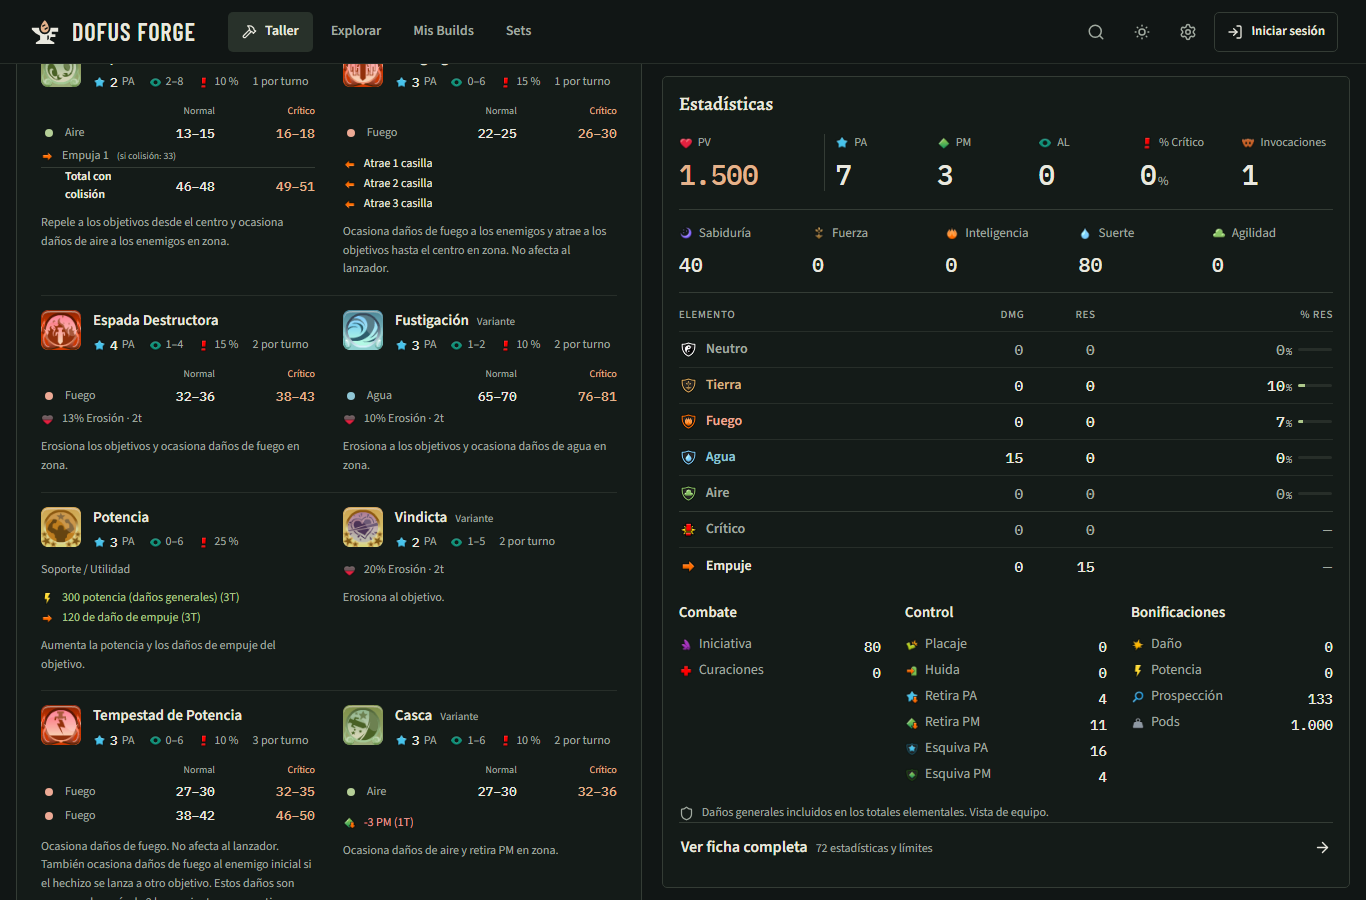 DOFUS FORGE
Taller
Explorar
Mis Builds
Sets
Iniciar sesión
2 PA 2–8 10 % 1 por turno
Normal Crítico
Aire 13–15 16–18
Empuja 1 (si colisión: 33)
Total con colisión 46–48 49–51
Repele a los objetivos desde el centro y ocasiona
daños de aire a los enemigos en zona.
3 PA 0–6 15 % 1 por turno
Normal Crítico
Fuego 22–25 26–30
Atrae 1 casilla
Atrae 2 casilla
Atrae 3 casilla
Ocasiona daños de fuego a los enemigos y atrae a los
objetivos hasta el centro en zona. No afecta al
lanzador.
Espada Destructora
4 PA 1–4 15 % 2 por turno
Normal Crítico
Fuego 32–36 38–43
13% Erosión · 2t
Erosiona los objetivos y ocasiona daños de fuego en
zona.
Fustigación Variante
3 PA 1–2 10 % 2 por turno
Normal Crítico
Agua 65–70 76–81
10% Erosión · 2t
Erosiona a los objetivos y ocasiona daños de agua en
zona.
Potencia
3 PA 0–6 25 %
Soporte / Utilidad
300 potencia (daños generales) (3T)
120 de daño de empuje (3T)
Aumenta la potencia y los daños de empuje del
objetivo.
Vindicta Variante
2 PA 1–5 2 por turno
20% Erosión · 2t
Erosiona al objetivo.
Tempestad de Potencia
3 PA 0–6 10 % 3 por turno
Normal Crítico
Fuego 27–30 32–35
Fuego 38–42 46–50
Ocasiona daños de fuego. No afecta al lanzador.
También ocasiona daños de fuego al enemigo inicial si
el hechizo se lanza a otro objetivo. Estos daños son
Casca Variante
3 PA 1–6 10 % 2 por turno
Normal Crítico
Aire 27–30 32–36
-3 PM (1T)
Ocasiona daños de aire y retira PM en zona.
Estadísticas
PV PA PM AL % Crítico Invocaciones
1.500 7 3 0 0% 1
Sabiduría Fuerza Inteligencia Suerte Agilidad
40 0 0 80 0
ELEMENTO DMG RES % RES
Neutro 0 0 0%
Tierra 0 0 10%
Fuego 0 0 7%
Agua 15 0 0%
Aire 0 0 0%
Crítico 0 0 —
Empuje 0 15 —
Combate
Iniciativa 80
Curaciones 0
Control
Placaje 0
Huida 0
Retira PA 4
Retira PM 11
Esquiva PA 16
Esquiva PM 4
Bonificaciones
Daño 0
Potencia 0
Prospección 133
Pods 1.000
Daños generales incluidos en los totales elementales. Vista de equipo.
Ver ficha completa 72 estadísticas y límites